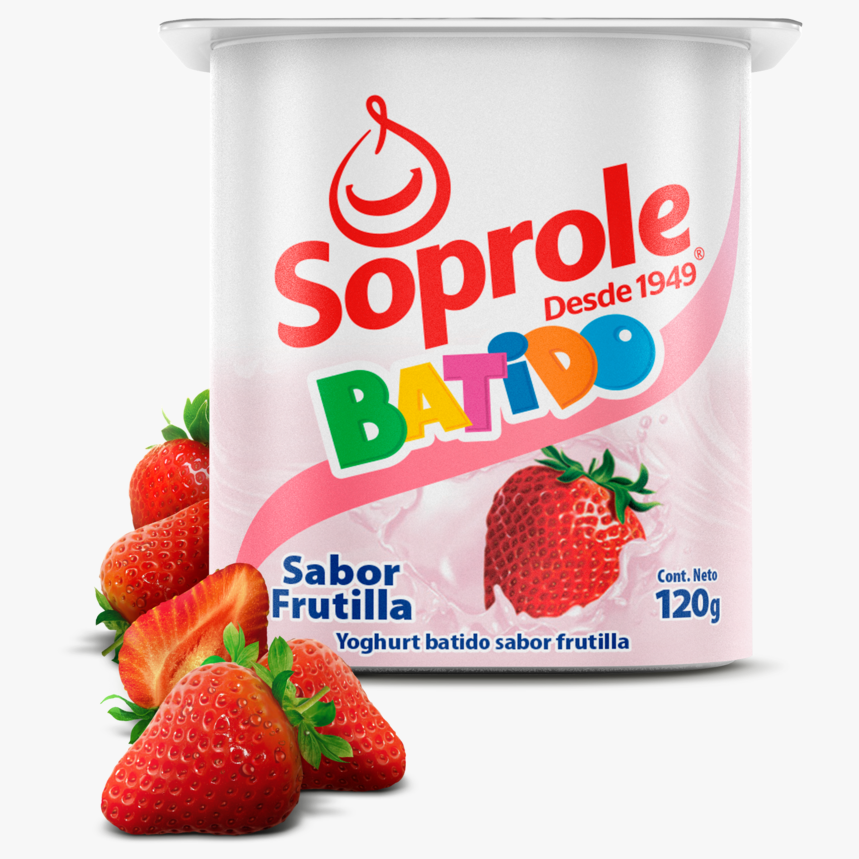 Soprole
Desde 1949®
BATiDO
Sabor
Frutilla
Cont. Neto
120g
Yoghurt batido sabor frutilla